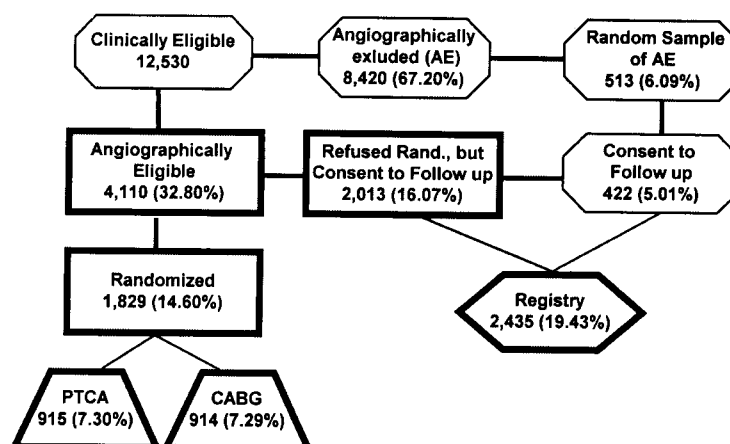 Clinically Eligible
12,530
Angiographically
exluded (AE)
8,420 (67.20%)
Random Sample
of AE
513 (6.09%)
Angiographically
Eligible
4,110 (32.80%)
Refused Rand., but
Consent to Follow up
2,013 (16.07%)
Consent to
Follow up
422 (5.01%)
Randomized
1,829 (14.60%)
Registry
2,435 (19.43%)
PTCA
915 (7.30%)
CABG
914 (7.29%)